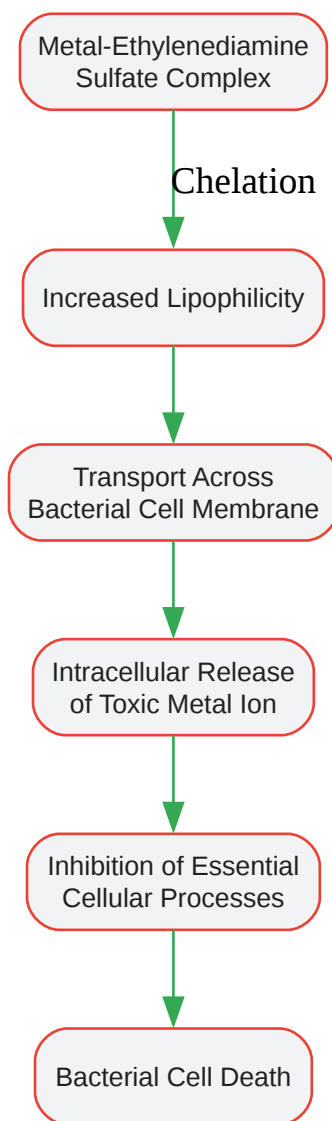 Metal-Ethylenediamine
Sulfate Complex
Chelation
Increased Lipophilicity
Transport Across
Bacterial Cell Membrane
Intracellular Release
of Toxic Metal Ion
Inhibition of Essential
Cellular Processes
Bacterial Cell Death